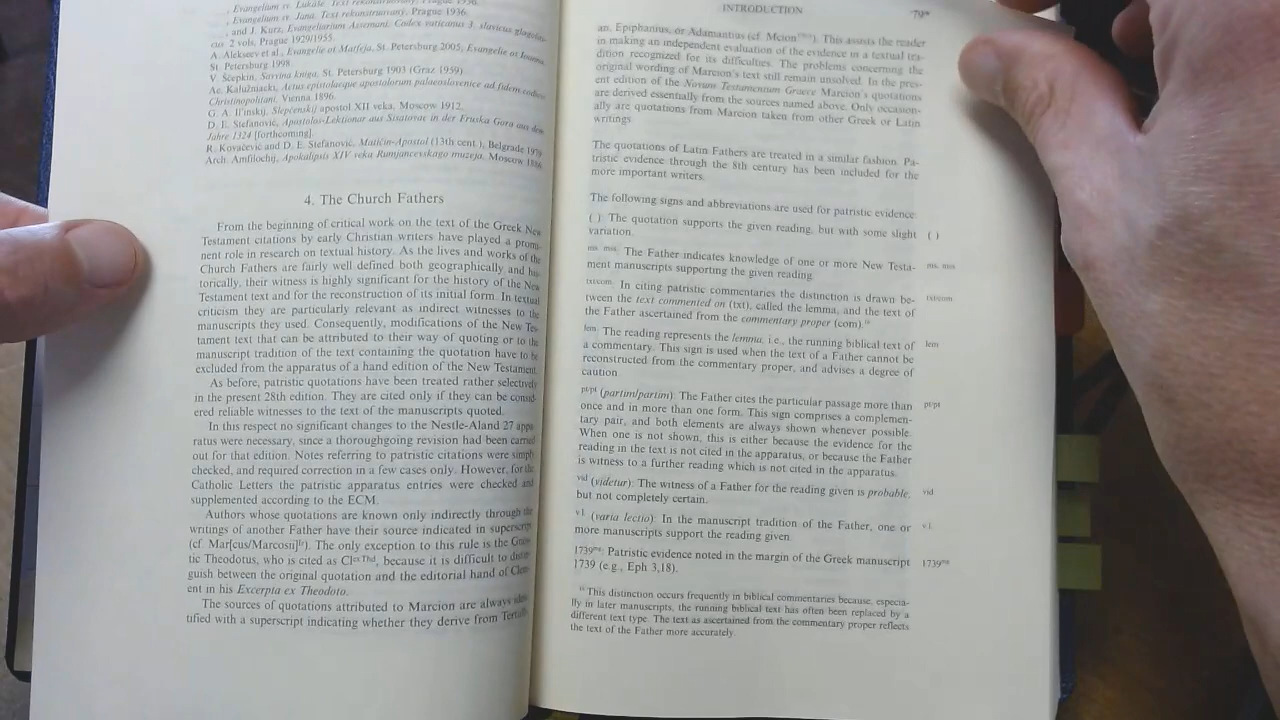 Evangelium sv. Lukáše. Text rekonstruovaný, Prague 1936.
, Evangelium sv. Jana. Text rekonstruovaný, Prague 1936.
, and J. Kurz, Evangeliarium Assemani. Codex vaticanus 3. slavicus glagoliti-
cus 2 vols, Prague 1929/1955.
A. Alekseev et al., Evangelie ot Matfeja, St. Petersburg 2005; Evangelie ot Ioanna,
St. Petersburg 1998.
V. Ščepkin, Savvina kniga, St. Petersburg 1903 (Graz 1959).
Ae. Kalužniacki, Actus epistolaeque apostolorum palaeoslovenice ad fidem codicis
Christinopolitani, Vienna 1896.
G. A. Il'inskij, Slepčenskij apostol XII veka, Moscow 1912.
D. E. Stefanović, Apostolos-Lektionar aus Sisatovac in der Fruska Gora aus dem
Jahre 1324 [forthcoming].
R. Kovačević and D. E. Stefanović, Matičin-Apostol (13th cent.), Belgrade 1979
Arch. Amfilochij, Apokalipsis XIV veka Rumjancevskago muzeja, Moscow 1886
4. The Church Fathers
From the beginning of critical work on the text of the Greek New
Testament citations by early Christian writers have played a promi-
nent role in research on textual history. As the lives and works of the
Church Fathers are fairly well defined both geographically and his-
torically, their witness is highly significant for the history of the New
Testament text and for the reconstruction of its initial form. In textual
criticism they are particularly relevant as indirect witnesses to the
manuscripts they used. Consequently, modifications of the New Tes-
tament text that can be attributed to their way of quoting or to the
manuscript tradition of the text containing the quotation have to be
excluded from the apparatus of a hand edition of the New Testament.
As before, patristic quotations have been treated rather selectively
in the present 28th edition. They are cited only if they can be consid-
ered reliable witnesses to the text of the manuscripts quoted.
In this respect no significant changes to the Nestle-Aland 27 appa-
ratus were necessary, since a thoroughgoing revision had been carried
out for that edition. Notes referring to patristic citations were simply
checked, and required correction in a few cases only. However, for the
Catholic Letters the patristic apparatus entries were checked and
supplemented according to the ECM.
Authors whose quotations are known only indirectly through the
writings of another Father have their source indicated in superscript
(cf. Mar[cus/Marcosii]Ir). The only exception to this rule is the Gnos-
tic Theodotus, who is cited as Clex Thd, because it is difficult to distin-
guish between the original quotation and the editorial hand of Clem-
ent in his Excerpta ex Theodoto.
The sources of quotations attributed to Marcion are always iden-
tified with a superscript indicating whether they derive from Tertulli-
INTRODUCTION 79*
an, Epiphanius, or Adamantius (cf. Mcion). This assists the reader
in making an independent evaluation of the evidence in a textual tra-
dition recognized for its difficulties. The problems concerning the
original wording of Marcion's text still remain unsolved. In the pres-
ent edition of the Novum Testamentum Graece Marcion's quotations
are derived essentially from the sources named above. Only occasion-
ally are quotations from Marcion taken from other Greek or Latin
writings.
The quotations of Latin Fathers are treated in a similar fashion. Pa-
tristic evidence through the 8th century has been included for the
more important writers.
The following signs and abbreviations are used for patristic evidence:
( ) The quotation supports the given reading, but with some slight ( )
variation.
ms, mss The Father indicates knowledge of one or more New Testa- ms, mss
ment manuscripts supporting the given reading.
txt/com In citing patristic commentaries the distinction is drawn be- txt/com
tween the text commented on (txt), called the lemma, and the text of
the Father ascertained from the commentary proper (com).16
lem The reading represents the lemma, i.e., the running biblical text of lem
a commentary. This sign is used when the text of a Father cannot be
reconstructed from the commentary proper, and advises a degree of
caution.
pt/pt (partim/partim): The Father cites the particular passage more than pt/pt
once and in more than one form. This sign comprises a complemen-
tary pair, and both elements are always shown whenever possible.
When one is not shown, this is either because the evidence for the
reading in the text is not cited in the apparatus, or because the Father
is witness to a further reading which is not cited in the apparatus.
vid (videtur): The witness of a Father for the reading given is probable, vid
but not completely certain.
v.l. (varia lectio): In the manuscript tradition of the Father, one or v.l.
more manuscripts support the reading given.
1739mg: Patristic evidence noted in the margin of the Greek manuscript 1739mg
1739 (e.g., Eph 3,18).
16 This distinction occurs frequently in biblical commentaries because, especia-
lly in later manuscripts, the running biblical text has often been replaced by a
different text type. The text as ascertained from the commentary proper reflects
the text of the Father more accurately.